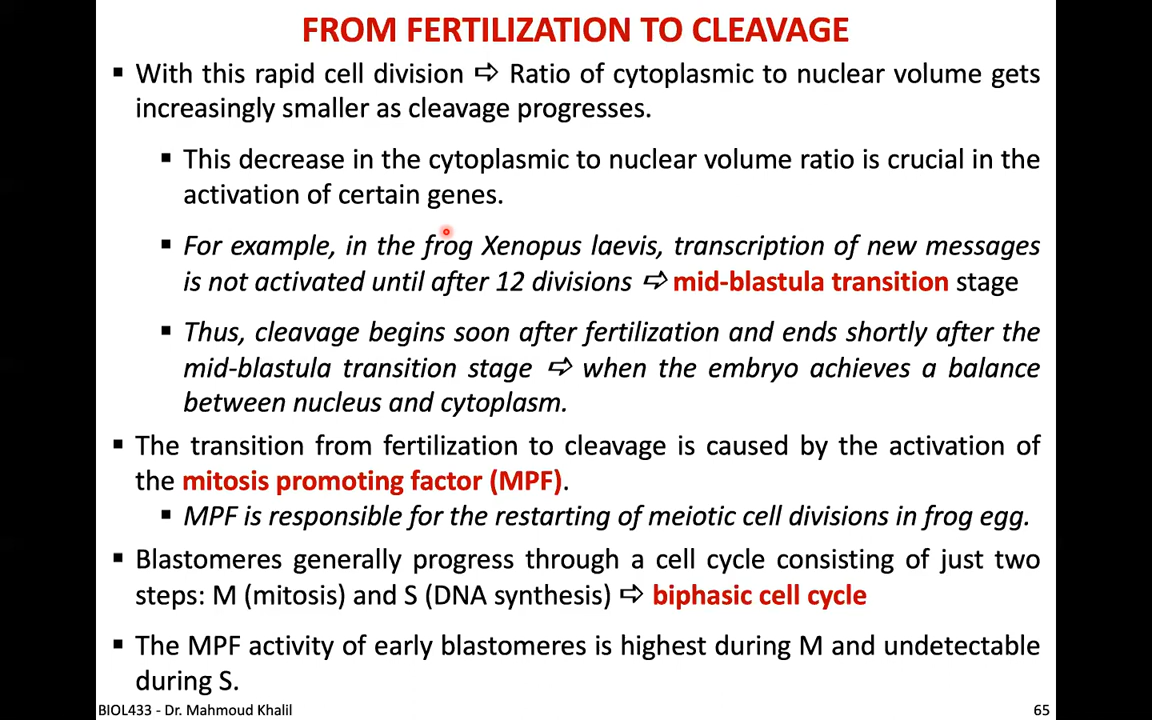 FROM FERTILIZATION TO CLEAVAGE
▪ With this rapid cell division ⇨ Ratio of cytoplasmic to nuclear volume gets
increasingly smaller as cleavage progresses.
▪ This decrease in the cytoplasmic to nuclear volume ratio is crucial in the
activation of certain genes.
▪ For example, in the frog Xenopus laevis, transcription of new messages
is not activated until after 12 divisions ⇨ mid-blastula transition stage
▪ Thus, cleavage begins soon after fertilization and ends shortly after the
mid-blastula transition stage ⇨ when the embryo achieves a balance
between nucleus and cytoplasm.
▪ The transition from fertilization to cleavage is caused by the activation of
the mitosis promoting factor (MPF).
▪ MPF is responsible for the restarting of meiotic cell divisions in frog egg.
▪ Blastomeres generally progress through a cell cycle consisting of just two
steps: M (mitosis) and S (DNA synthesis) ⇨ biphasic cell cycle
▪ The MPF activity of early blastomeres is highest during M and undetectable
during S.
BIOL433 - Dr. Mahmoud Khalil 65